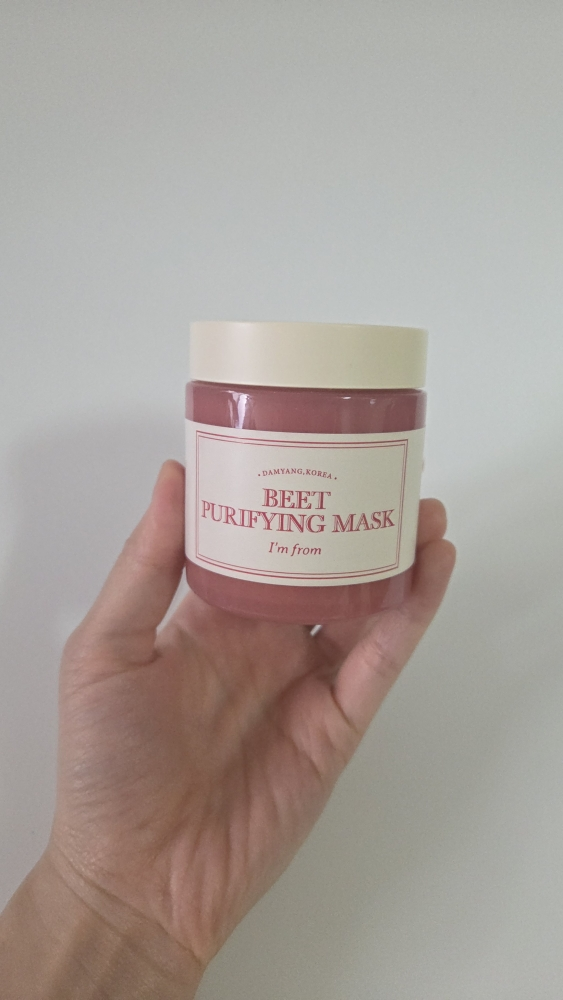 • DAMYANG, KOREA •
BEET
PURIFYING MASK
I'm from